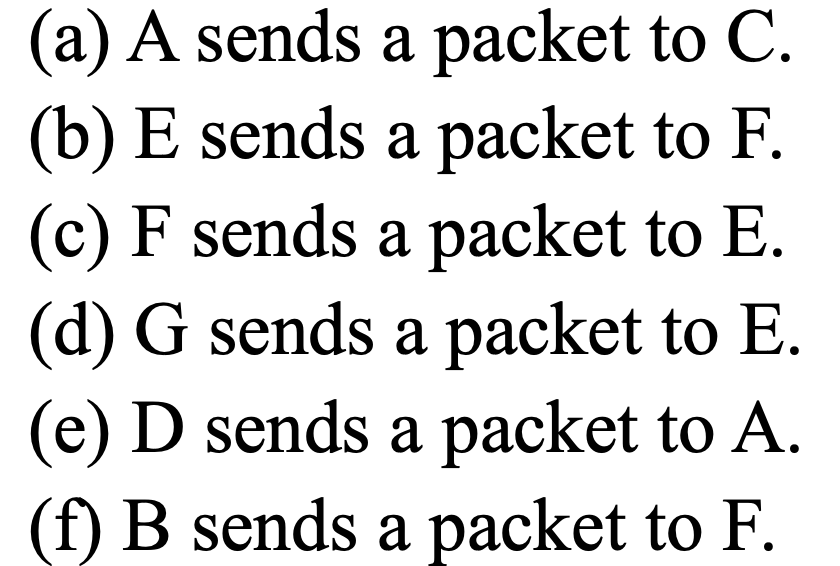 (a) A sends a packet to C.
(b) E sends a packet to F.
(c) F sends a packet to E.
(d) G sends a packet to E.
(e) D sends a packet to A.
(f) B sends a packet to F.